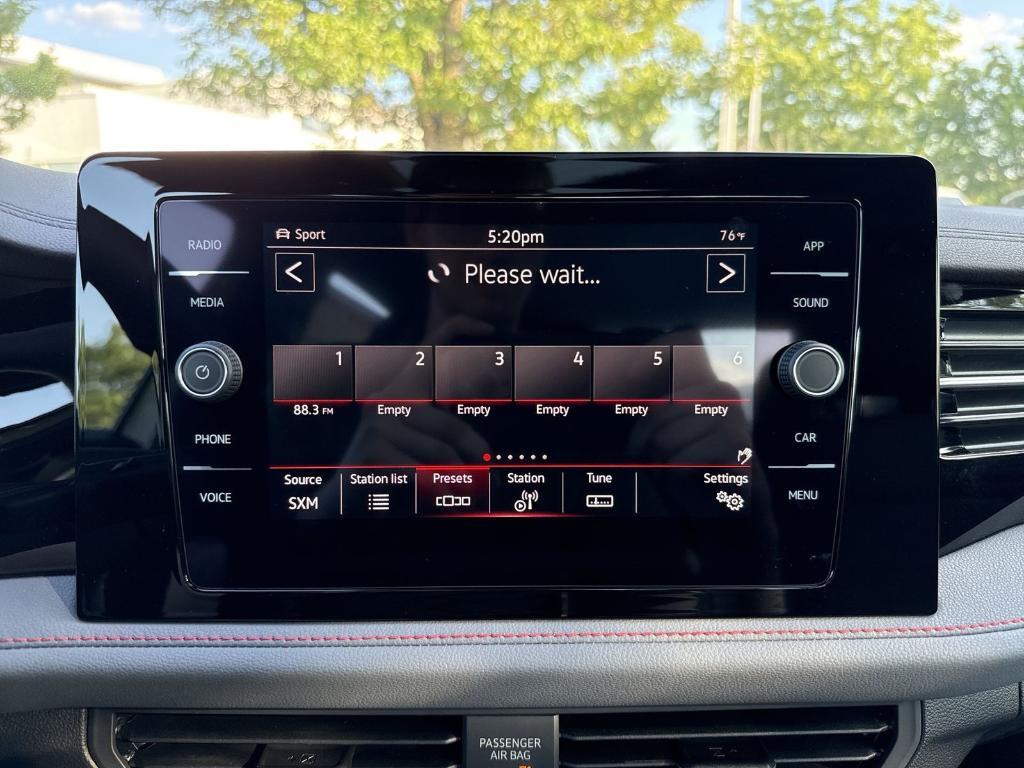 RADIO
MEDIA
PHONE
VOICE
Sport 5:20pm 76°F
< Please wait... >
1 2 3 4 5 6
88.3 FM Empty Empty Empty Empty Empty
Source Station list Presets Station Tune Settings
SXM
APP
SOUND
CAR
MENU
PASSENGER
AIR BAG